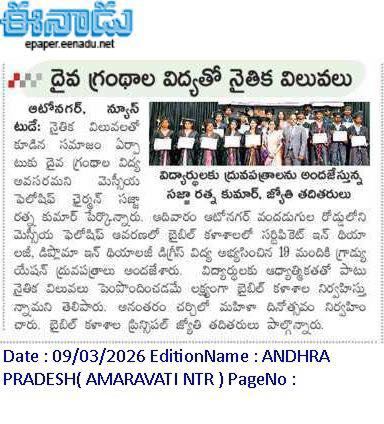 ఈనాడు
epaper.eenadu.net
దైవ గ్రంథాల విద్యతో నైతిక విలువలు
ఆటోనగర్, న్యూస్
టుడే: నైతిక విలువలతో
కూడిన సమాజం ఏర్పా
టుకు దైవ గ్రంథాల విద్య
అవసరమని మెస్సీయ
ఫెలోషిప్ ఛైర్మన్ సజ్జా
విద్యార్థులకు ధ్రువపత్రాలను అందజేస్తున్న
సజ్జా రత్న కుమార్, జ్యోతి తదితరులు
రత్న కుమార్ పేర్కొన్నారు. ఆదివారం ఆటోనగర్ వందడుగుల రోడ్డులోని
మెస్సీయ ఫెలోషిప్ ఆవరణలో బైబిల్ కళాశాలలో సర్టిఫికెట్ ఇన్ థియా
లజీ, డిప్లొమా ఇన్ థియాలజీ డిగ్రీస్ విద్య అభ్యసించిన 19 మందికి గ్రాడ్యు
యేషన్ ధ్రువపత్రాలు అందజేశారు. విద్యార్థులకు ఆధ్యాత్మికతతో పాటు
నైతిక విలువలు పెంపొందించడమే లక్ష్యంగా బైబిల్ కళాశాల నిర్వహిస్తు
న్నామని తెలిపారు. అనంతరం చర్చిలో మహిళా దినోత్సవం నిర్వహిం
చారు. బైబిల్ కళాశాల ప్రిన్సిపల్ జ్యోతి తదితరులు పాల్గొన్నారు.
Date : 09/03/2026 EditionName : ANDHRA
PRADESH( AMARAVATI NTR ) PageNo :